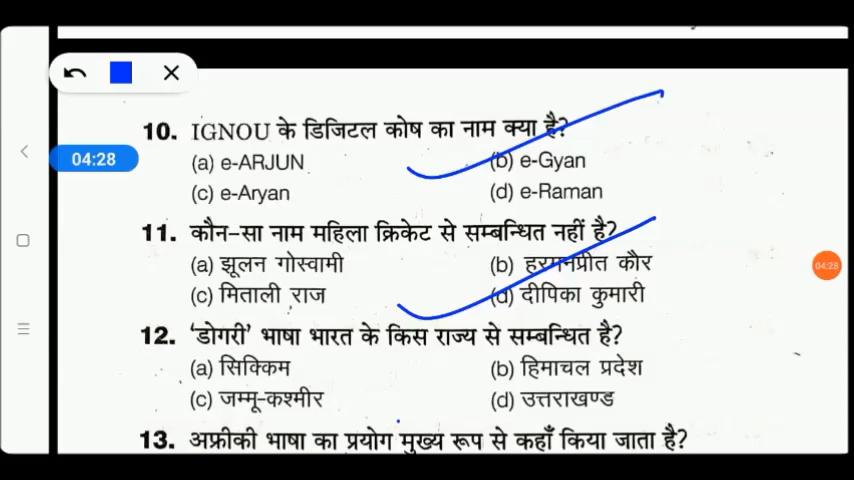 10. IGNOU के डिजिटल कोष का नाम क्या है?
04:28
(a) e-ARJUN (b) e-Gyan
(c) e-Aryan (d) e-Raman
11. कौन-सा नाम महिला क्रिकेट से सम्बन्धित नहीं है?
(a) झूलन गोस्वामी (b) हरमनप्रीत कौर
04:28
(c) मिताली राज (d) दीपिका कुमारी
12. 'डोगरी' भाषा भारत के किस राज्य से सम्बन्धित है?
(a) सिक्किम (b) हिमाचल प्रदेश
(c) जम्मू-कश्मीर (d) उत्तराखण्ड
13. अफ्रीकी भाषा का प्रयोग मुख्य रूप से कहाँ किया जाता है?